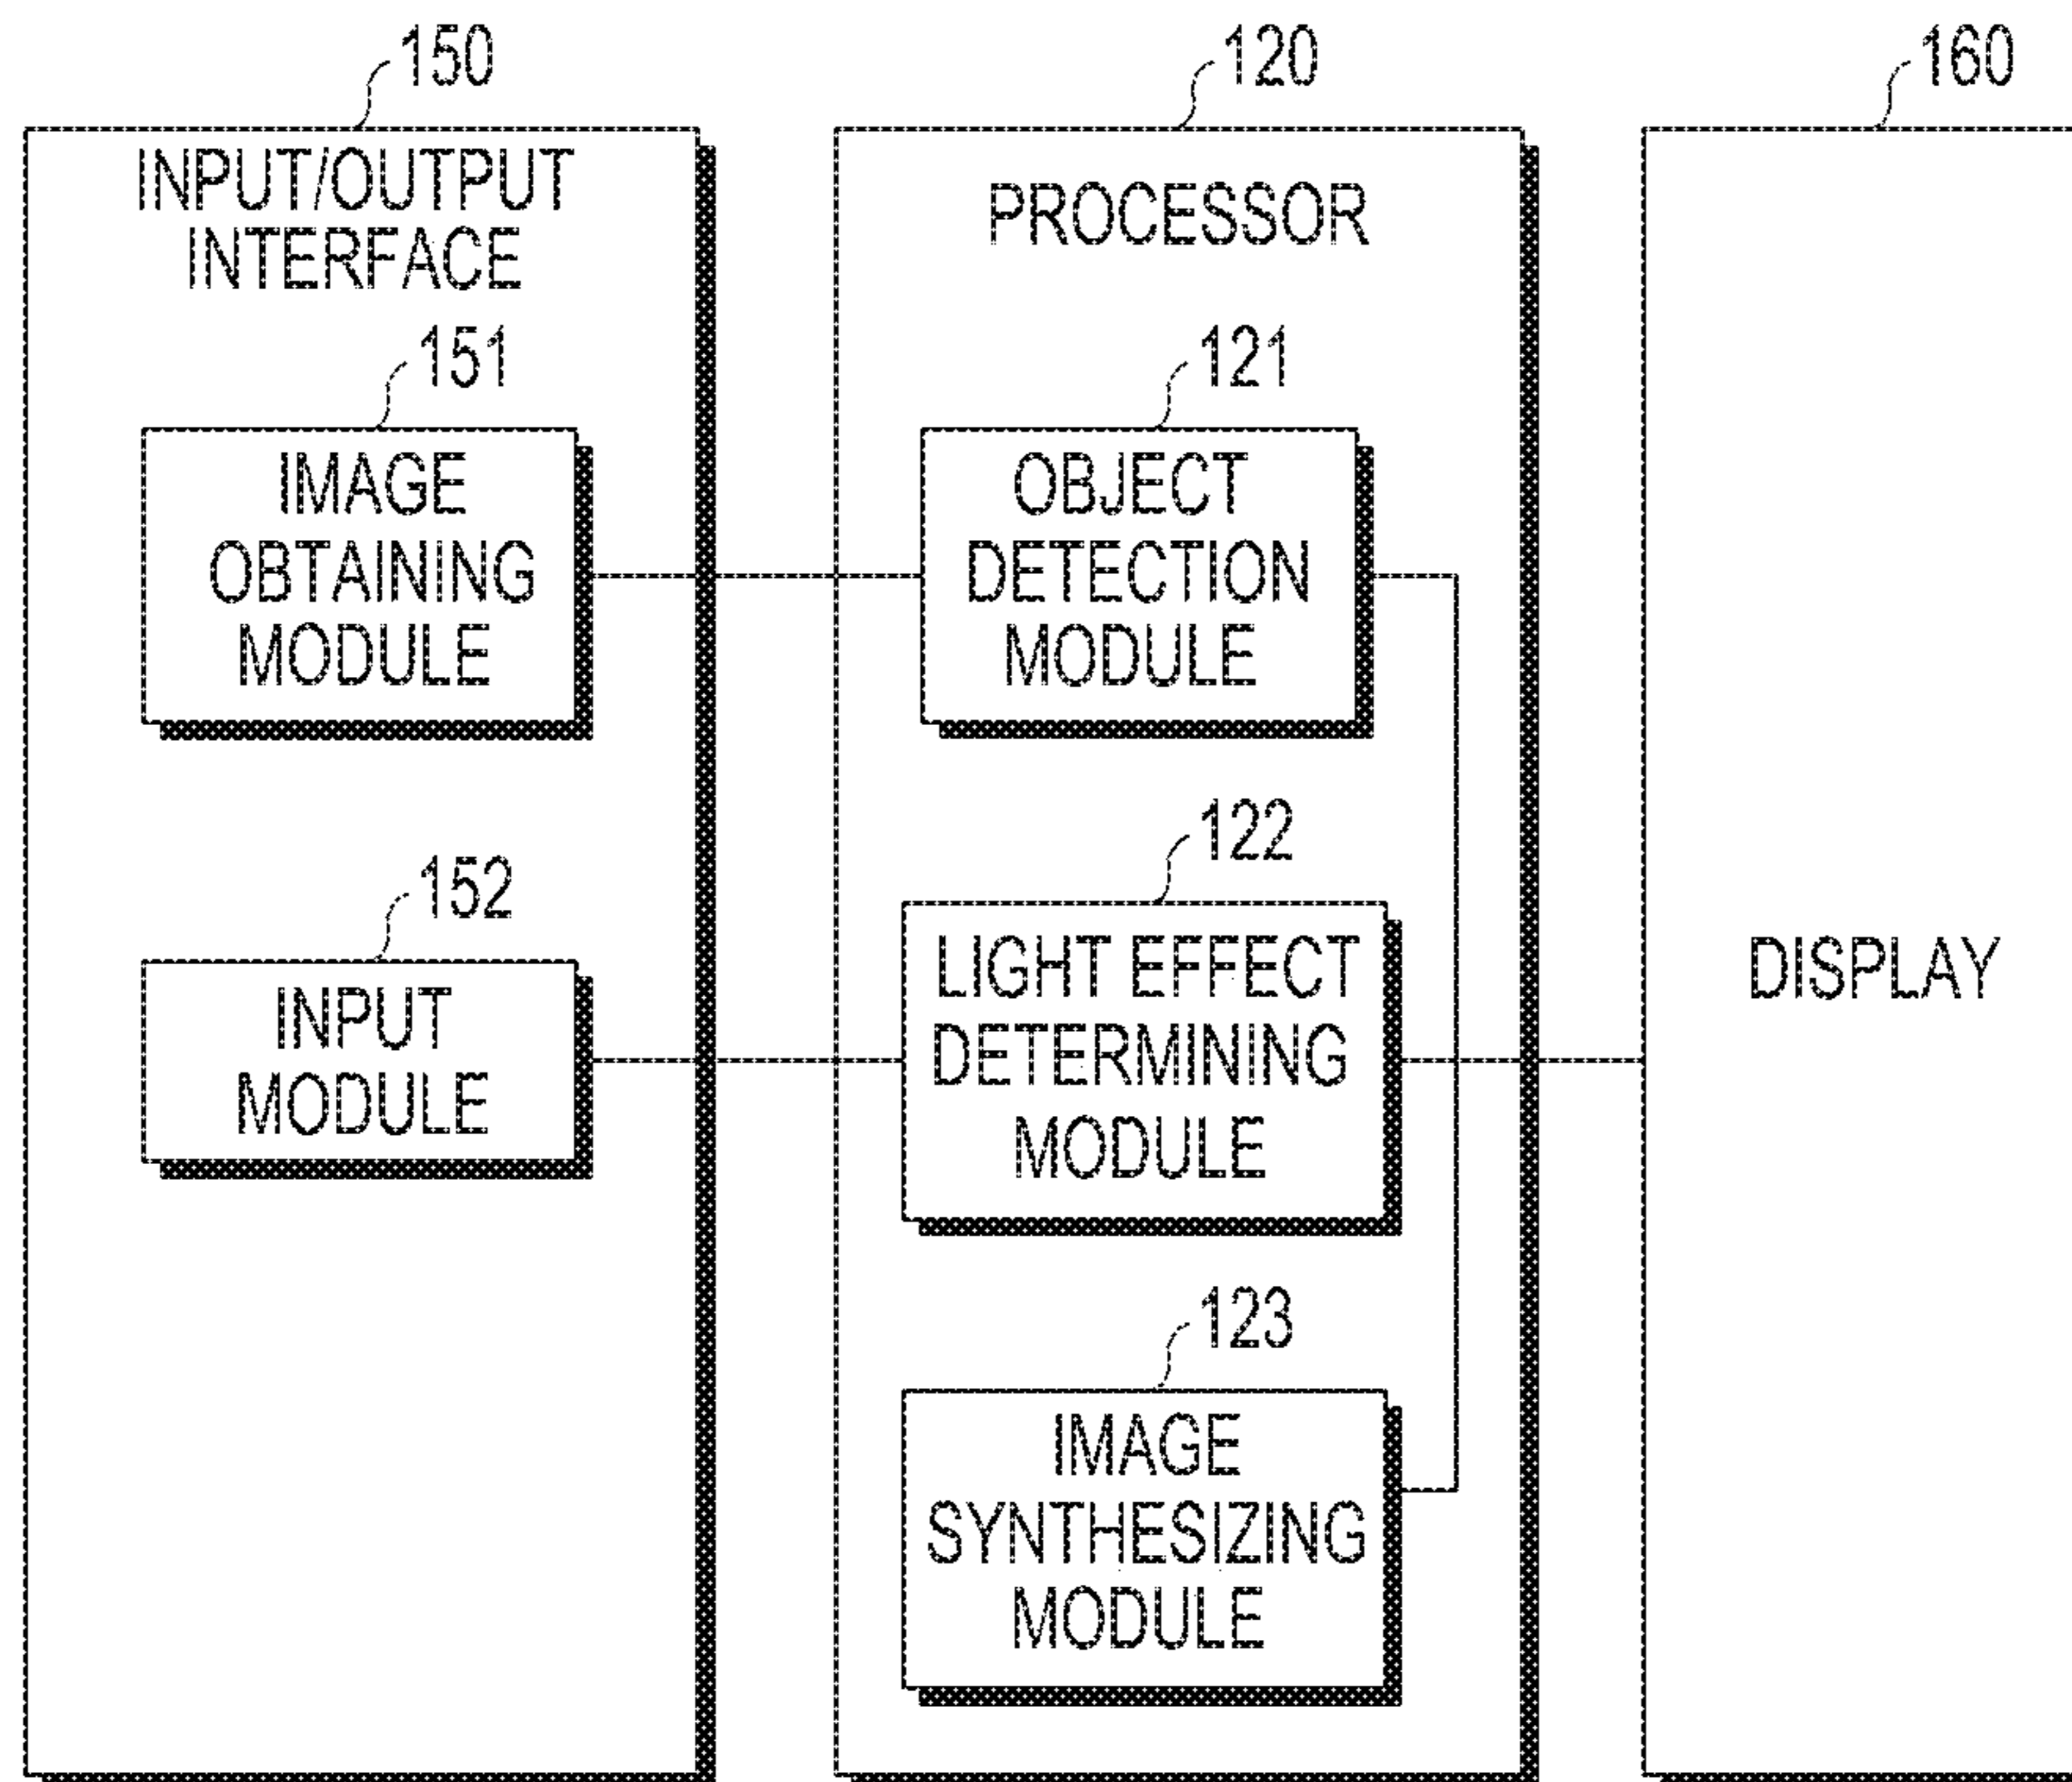 150
INPUT/OUTPUT
INTERFACE
151
IMAGE
OBTAINING
MODULE
152
INPUT
MODULE
120
PROCESSOR
121
OBJECT
DETECTION
MODULE
122
LIGHT EFFECT
DETERMINING
MODULE
123
IMAGE
SYNTHESIZING
MODULE
160
DISPLAY